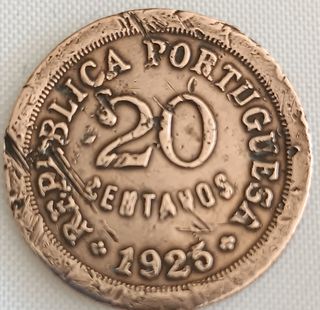 REPUBLICA PORTUGUESA
20
CENTAVOS
1925